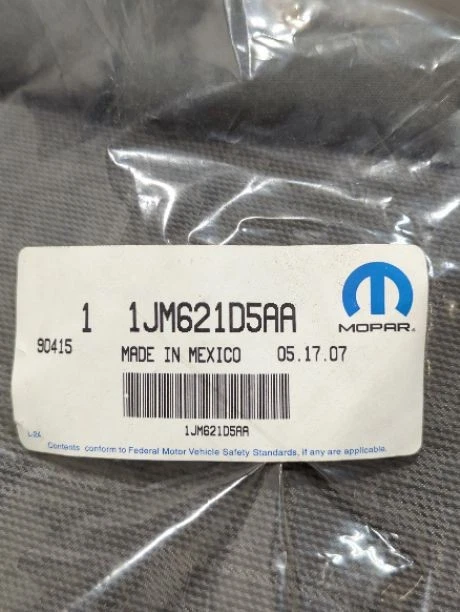 1 1JM621D5AA
MOPAR®
90415
MADE IN MEXICO 05.17.07
1JM621D5AA
L-2A
Contents conform to Federal Motor Vehicle Safety Standards, if any are applicable.